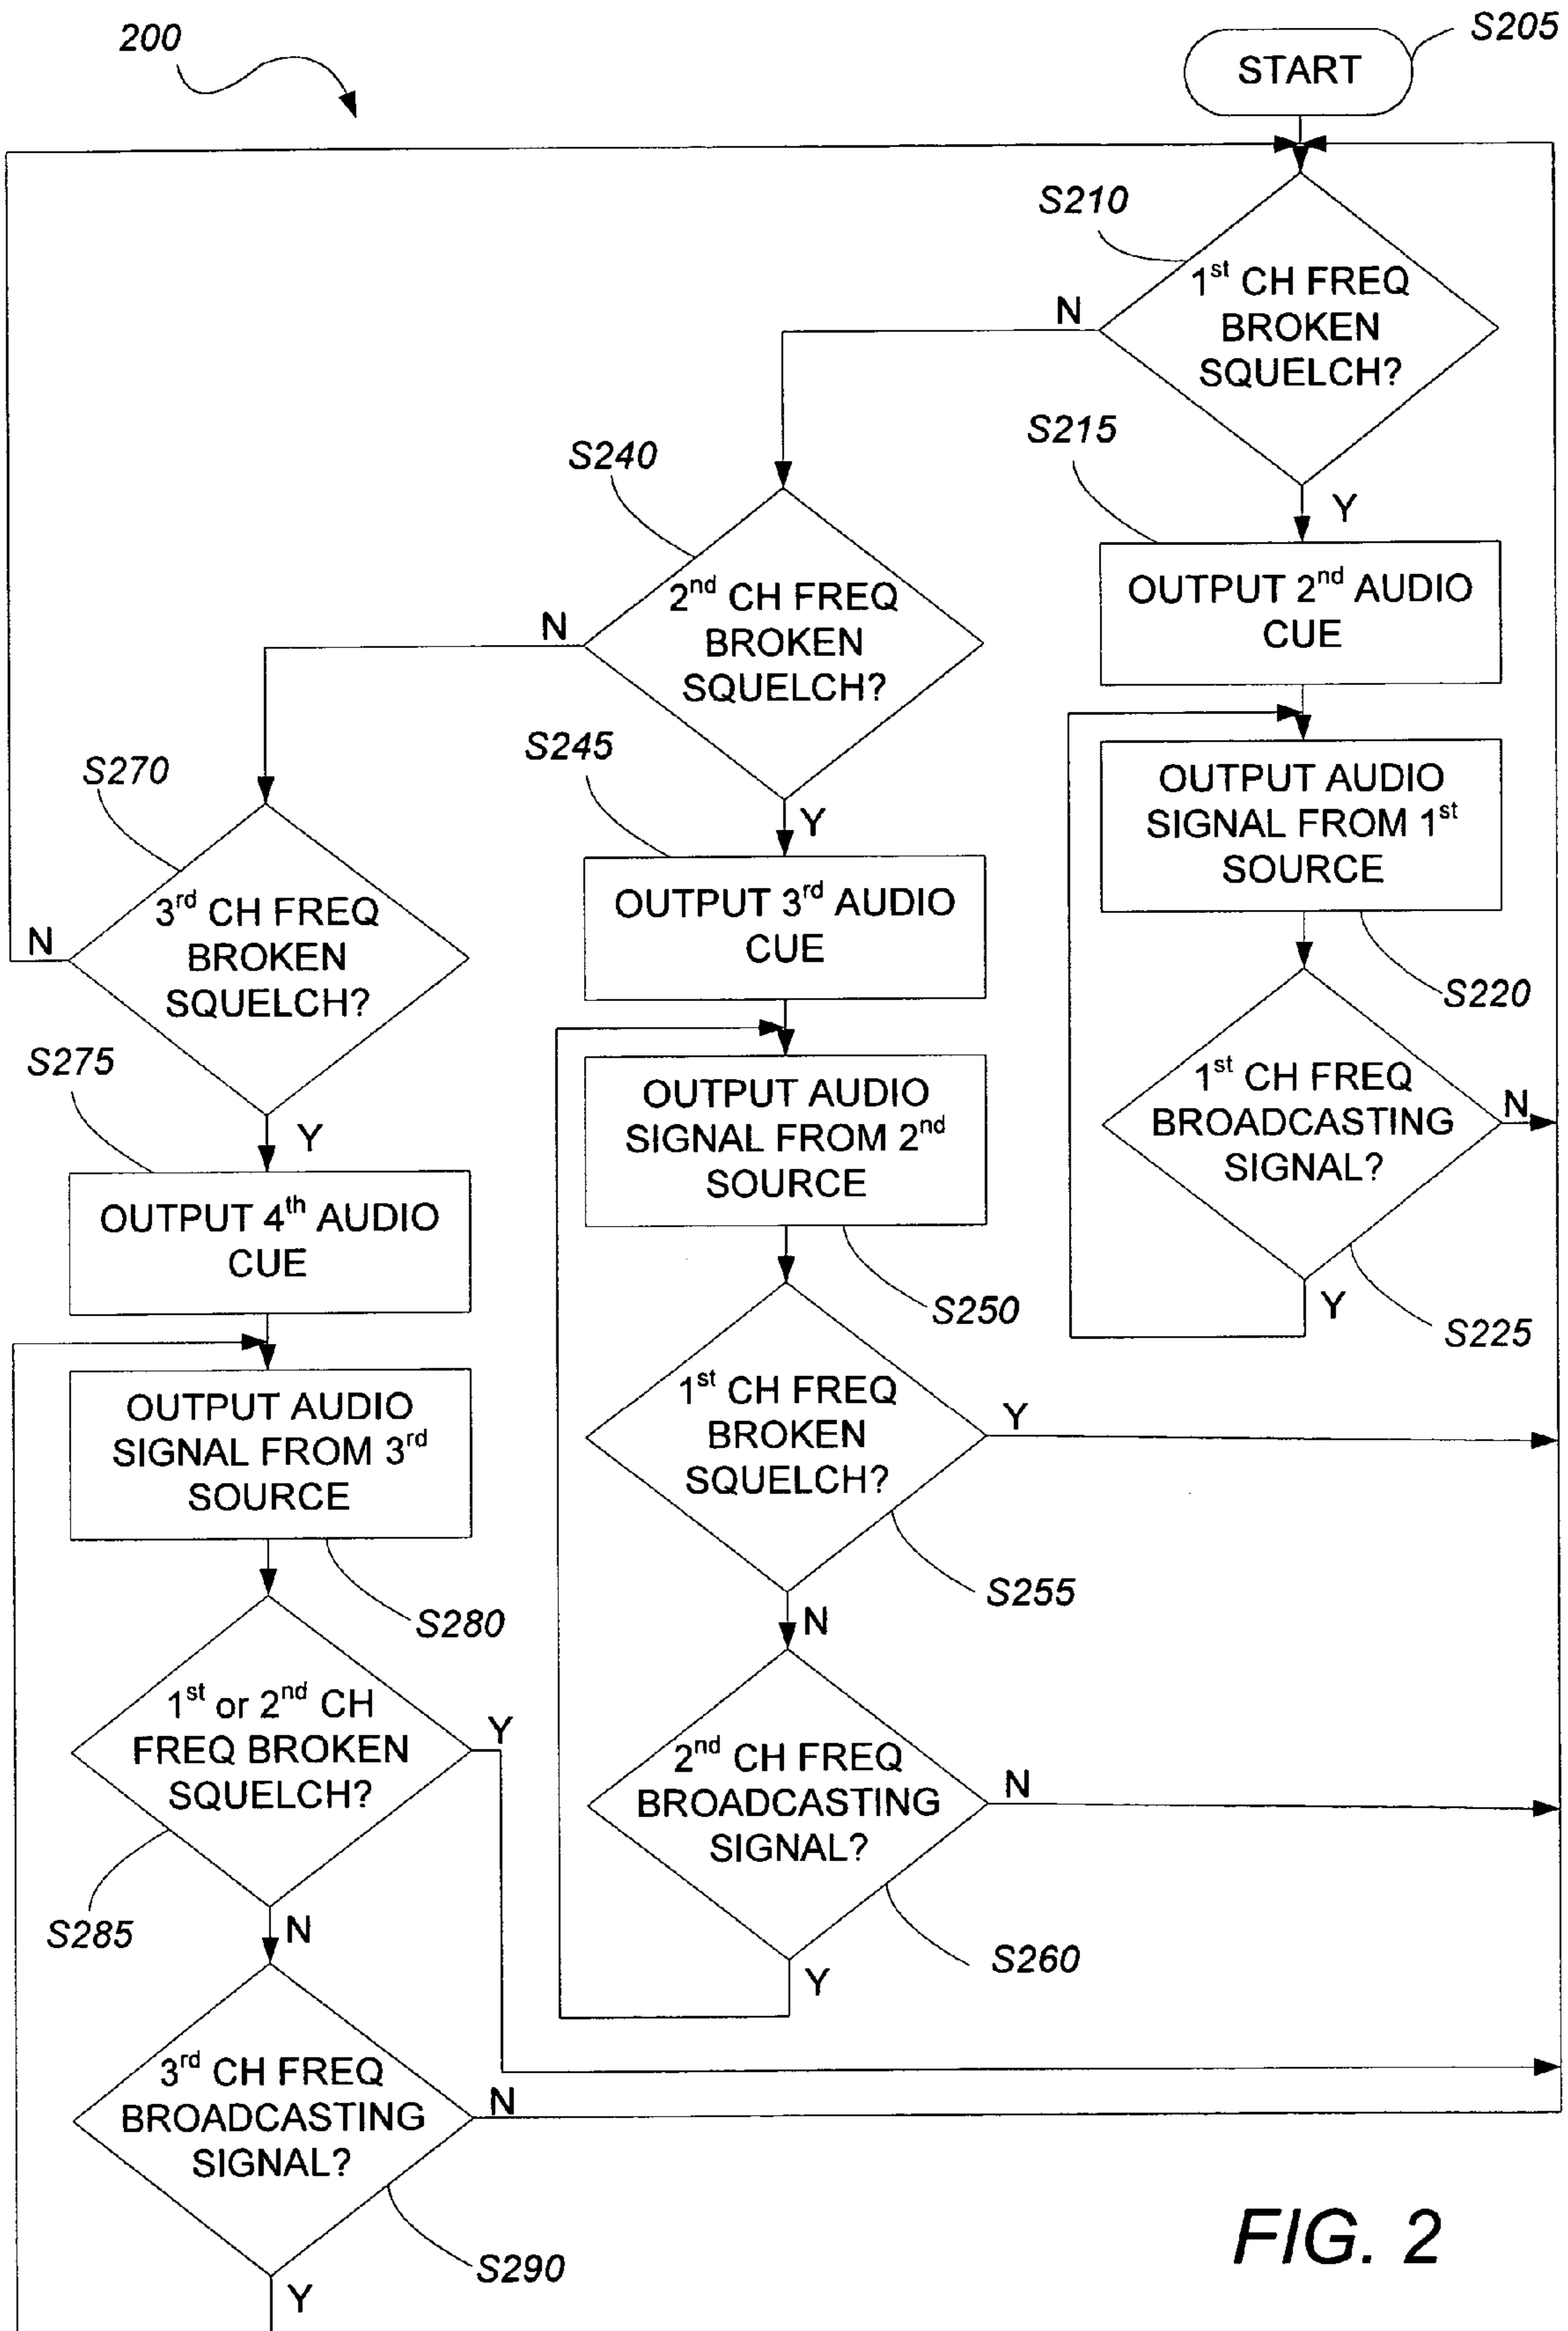 200
S205
START
S210
1st CH FREQ
BROKEN
SQUELCH?
N
Y
S215
OUTPUT 2nd AUDIO
CUE
OUTPUT AUDIO
SIGNAL FROM 1st
SOURCE
S220
1st CH FREQ
BROADCASTING
SIGNAL?
N
Y
S225
S240
2nd CH FREQ
BROKEN
SQUELCH?
N
Y
S245
OUTPUT 3rd AUDIO
CUE
OUTPUT AUDIO
SIGNAL FROM 2nd
SOURCE
S250
1st CH FREQ
BROKEN
SQUELCH?
Y
S255
N
2nd CH FREQ
BROADCASTING
SIGNAL?
N
S260
Y
S270
3rd CH FREQ
BROKEN
SQUELCH?
N
Y
S275
OUTPUT 4th AUDIO
CUE
OUTPUT AUDIO
SIGNAL FROM 3rd
SOURCE
S280
1st or 2nd CH
FREQ BROKEN
SQUELCH?
Y
S285
N
3rd CH FREQ
BROADCASTING
SIGNAL?
N
S290
Y
FIG. 2